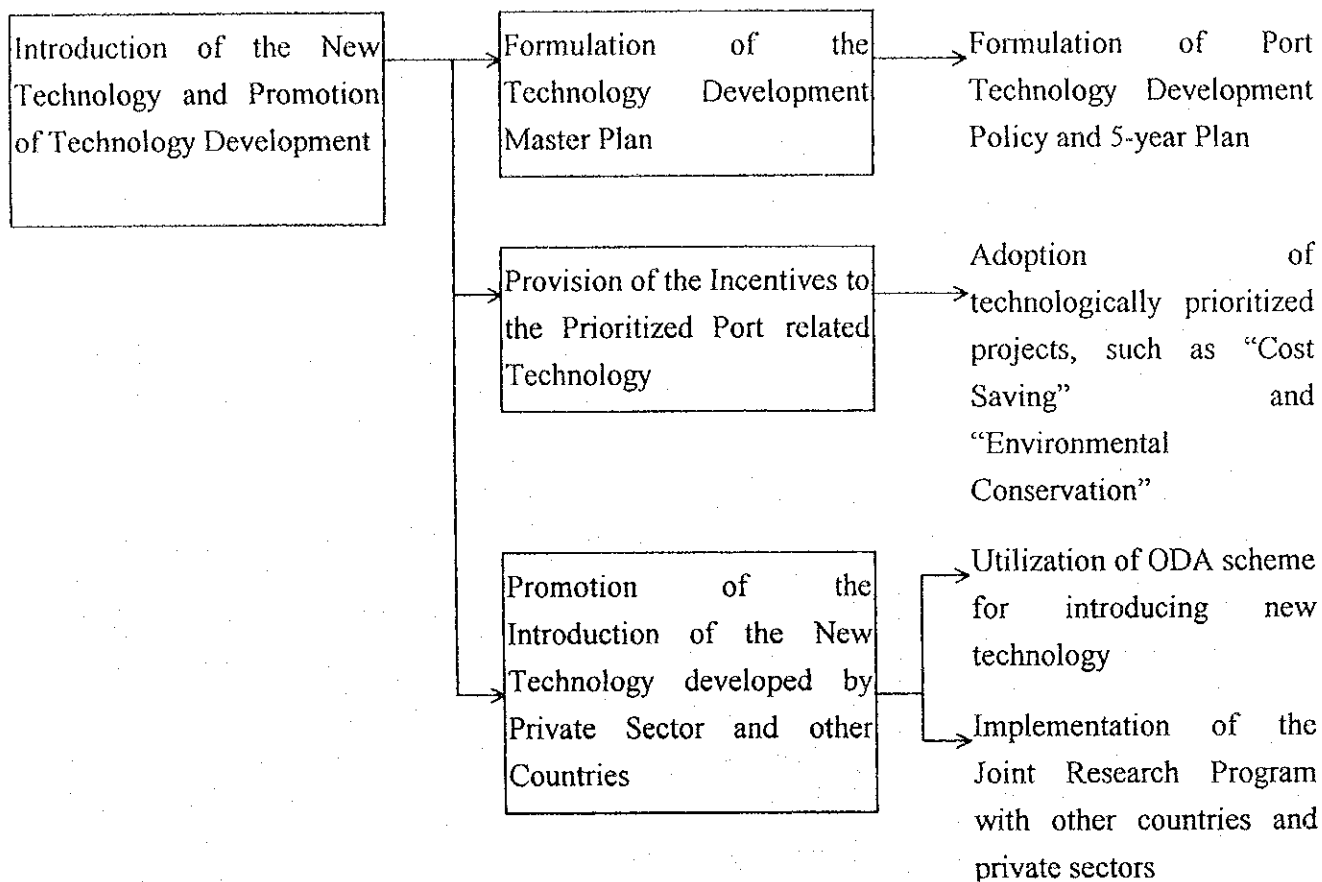 Introduction of the New
Technology and Promotion
of Technology Development
Formulation of the
Technology Development
Master Plan
Formulation of Port
Technology Development
Policy and 5-year Plan
Provision of the Incentives to
the Prioritized Port related
Technology
Adoption of
technologically prioritized
projects, such as “Cost
Saving” and
“Environmental
Conservation”
Promotion of the
Introduction of the New
Technology developed by
Private Sector and other
Countries
Utilization of ODA scheme
for introducing new
technology
Implementation of the
Joint Research Program
with other countries and
private sectors